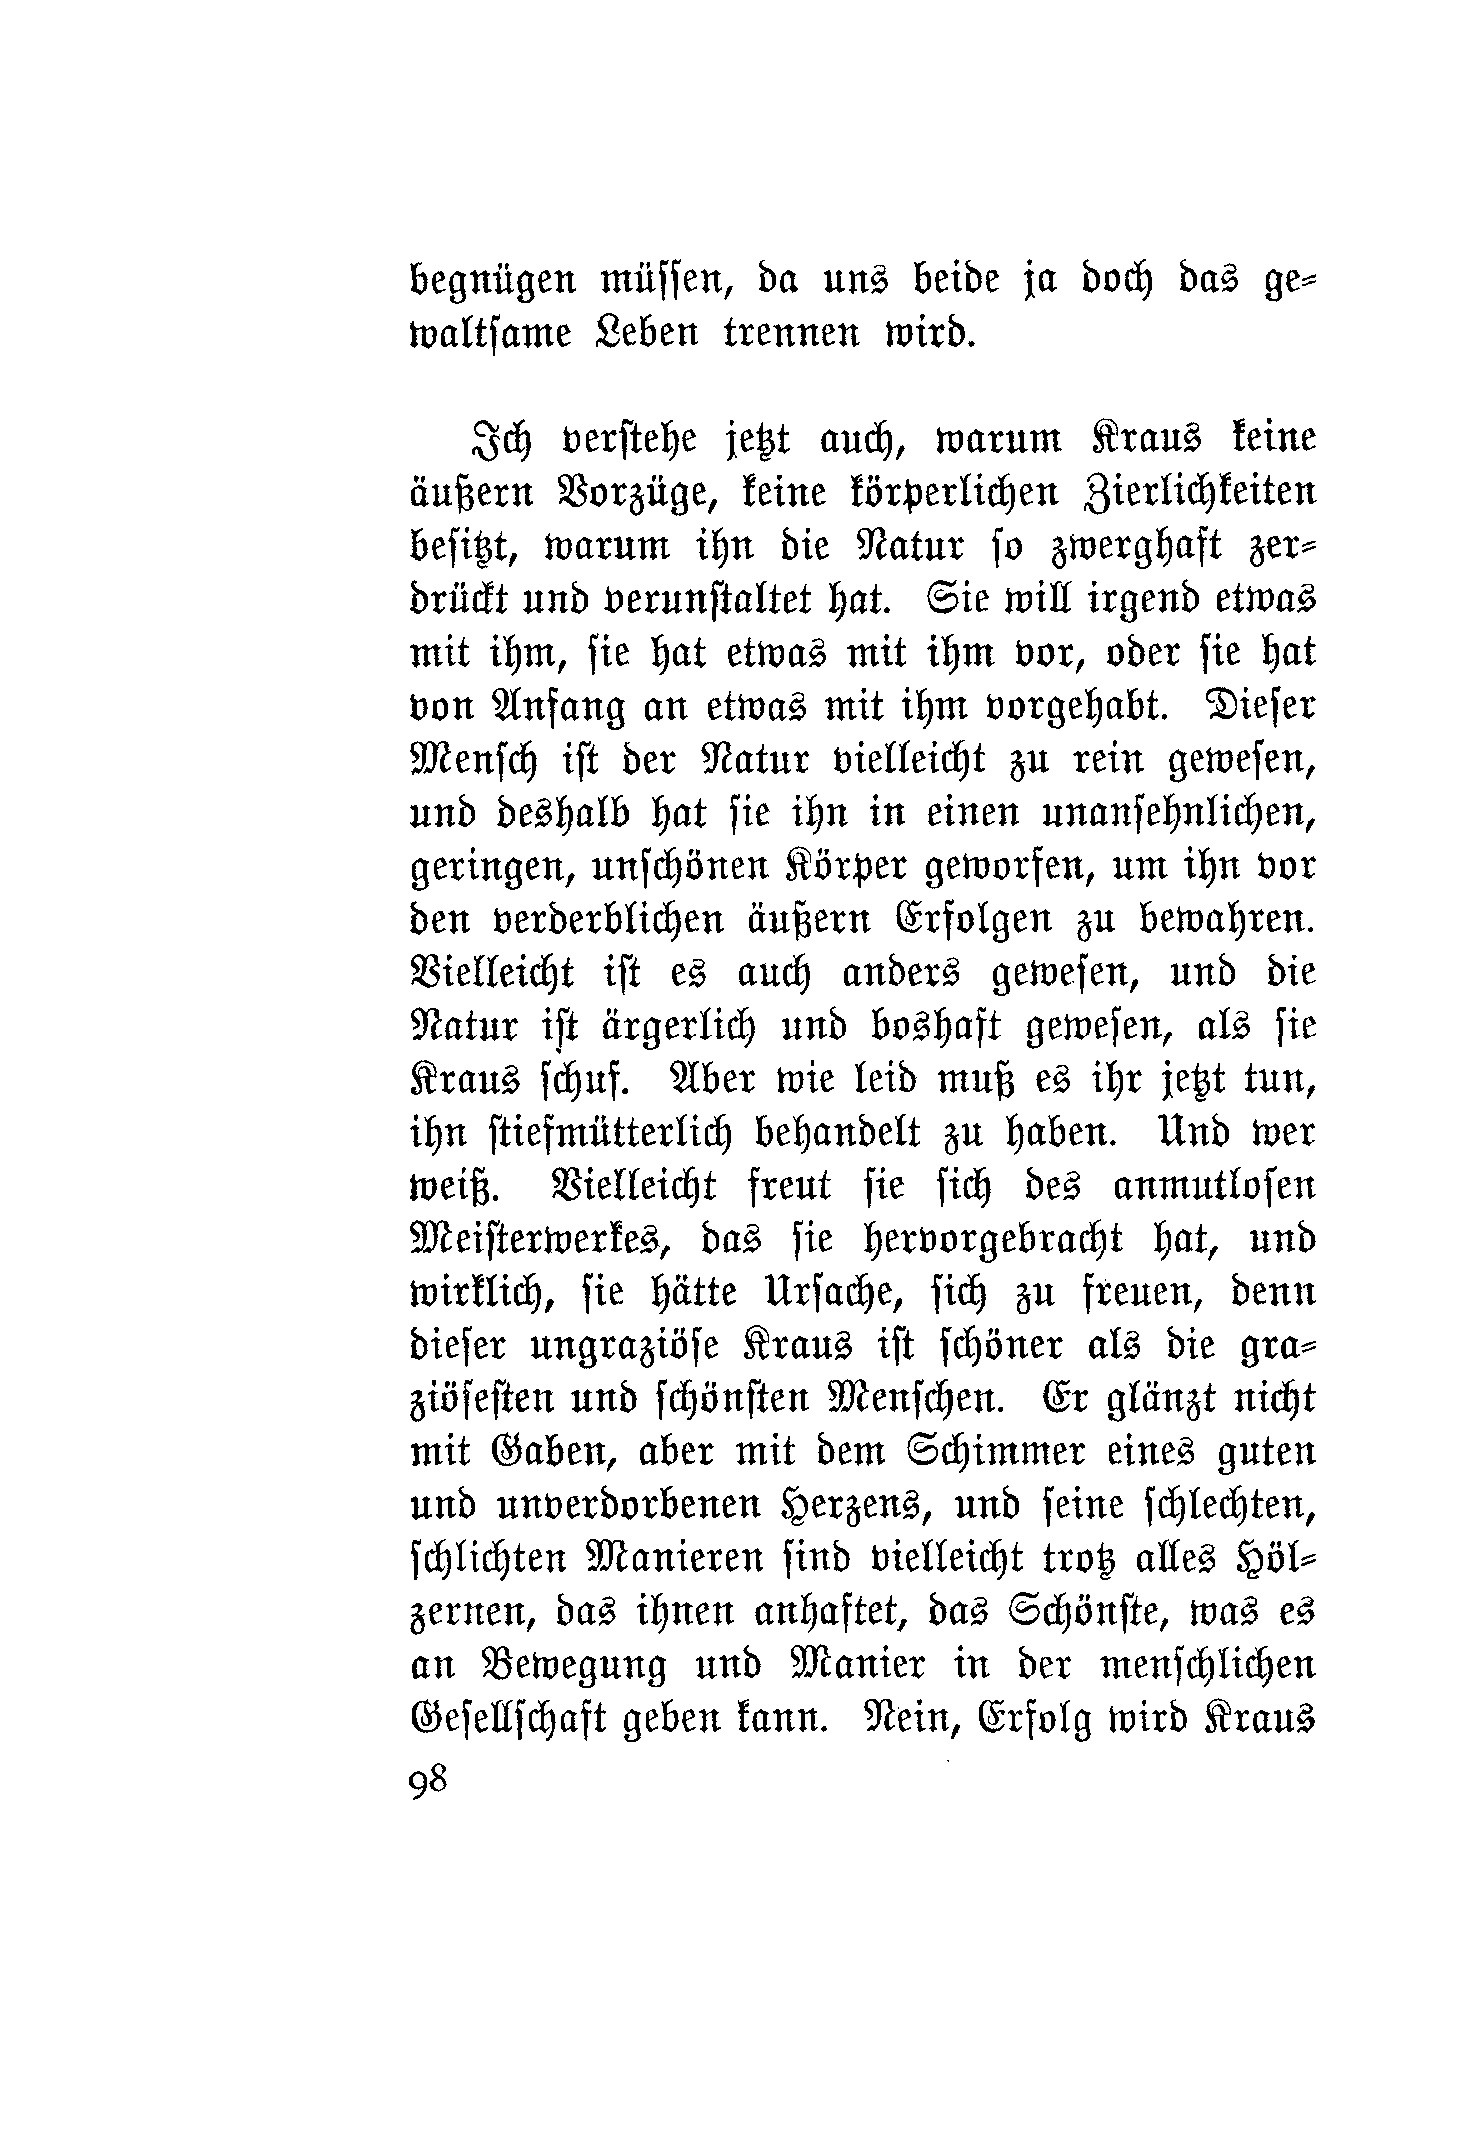 begnügen müſſen, da uns beide ja doch das ge⸗
waltſame Leben trennen wird.
Ich verſtehe jetzt auch, warum Kraus keine
äußern Vorzüge, keine körperlichen Zierlichkeiten
beſitzt, warum ihn die Natur ſo zwerghaft zer⸗
drückt und verunſtaltet hat. Sie will irgend etwas
mit ihm, ſie hat etwas mit ihm vor, oder ſie hat
von Anfang an etwas mit ihm vorgehabt. Dieſer
Menſch iſt der Natur vielleicht zu rein geweſen,
und deshalb hat ſie ihn in einen unanſehnlichen,
geringen, unſchönen Körper geworfen, um ihn vor
den verderblichen äußern Erfolgen zu bewahren.
Vielleicht iſt es auch anders geweſen, und die
Natur iſt ärgerlich und boshaft geweſen, als ſie
Kraus ſchuf. Aber wie leid muß es ihr jetzt tun,
ihn ſtiefmütterlich behandelt zu haben. Und wer
weiß. Vielleicht freut ſie ſich des anmutloſen
Meiſterwerkes, das ſie hervorgebracht hat, und
wirklich, ſie hätte Urſache, ſich zu freuen, denn
dieſer ungraziöſe Kraus iſt ſchöner als die gra⸗
ziöſeſten und ſchönſten Menſchen. Er glänzt nicht
mit Gaben, aber mit dem Schimmer eines guten
und unverdorbenen Herzens, und ſeine ſchlechten,
ſchlichten Manieren ſind vielleicht trotz alles Höl⸗
zernen, das ihnen anhaftet, das Schönſte, was es
an Bewegung und Manier in der menſchlichen
Geſellſchaft geben kann. Nein, Erfolg wird Kraus
98